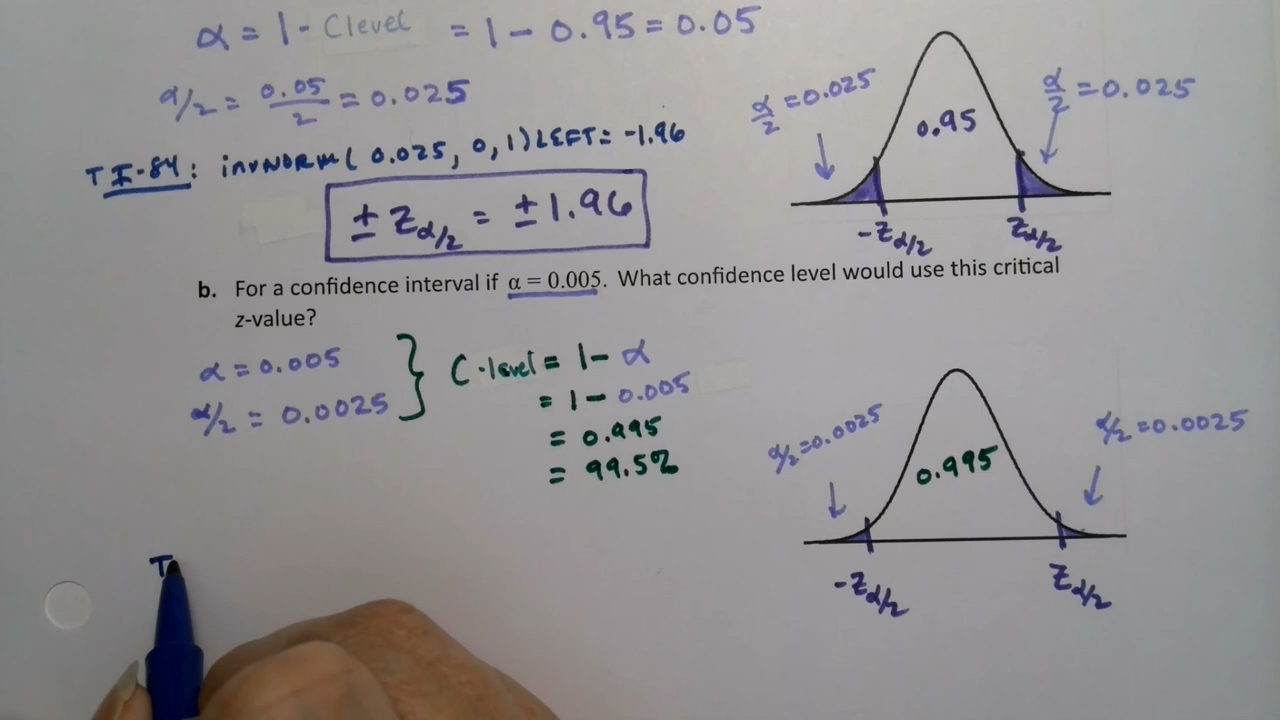 α = 1 - Clevel = 1 - 0.95 = 0.05
α/2 = 0.05/2 = 0.025
TI-84: invNORM(0.025, 0, 1) LEFT = -1.96
± Zα/2 = ±1.96
α/2 = 0.025
0.95
α/2 = 0.025
-Zα/2
Zα/2
b. For a confidence interval if α = 0.005. What confidence level would use this critical
z-value?
α = 0.005
α/2 = 0.0025
C-level = 1 - α
= 1 - 0.005
= 0.995
= 99.5%
α/2 = 0.0025
0.995
α/2 = 0.0025
-Zα/2
Zα/2
T